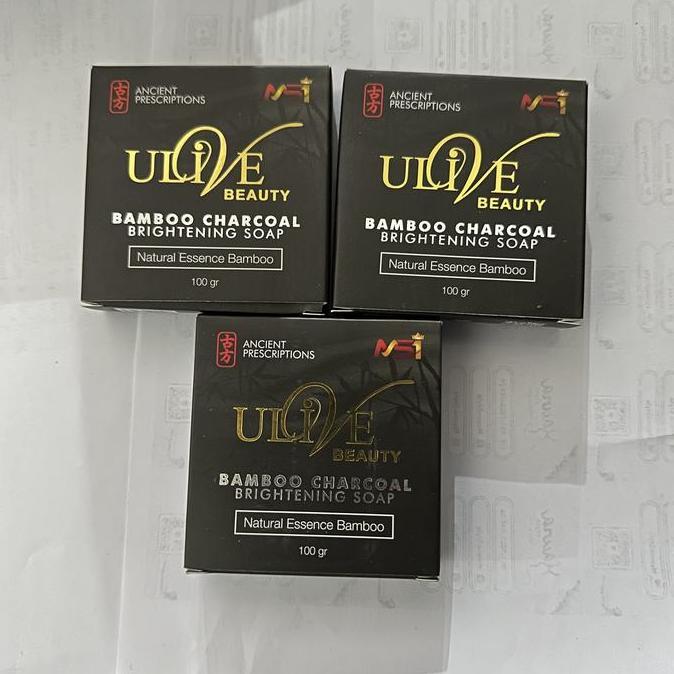 古方
ANCIENT
PRESCRIPTIONS
ULIVE
BEAUTY
BAMBOO CHARCOAL
BRIGHTENING SOAP
Natural Essence Bamboo
100 gr
古方
ANCIENT
PRESCRIPTIONS
ULIVE
BEAUTY
BAMBOO CHARCOAL
BRIGHTENING SOAP
Natural Essence Bamboo
100 gr
古方
ANCIENT
PRESCRIPTIONS
ULIVE
BEAUTY
BAMBOO CHARCOAL
BRIGHTENING SOAP
Natural Essence Bamboo
100 gr